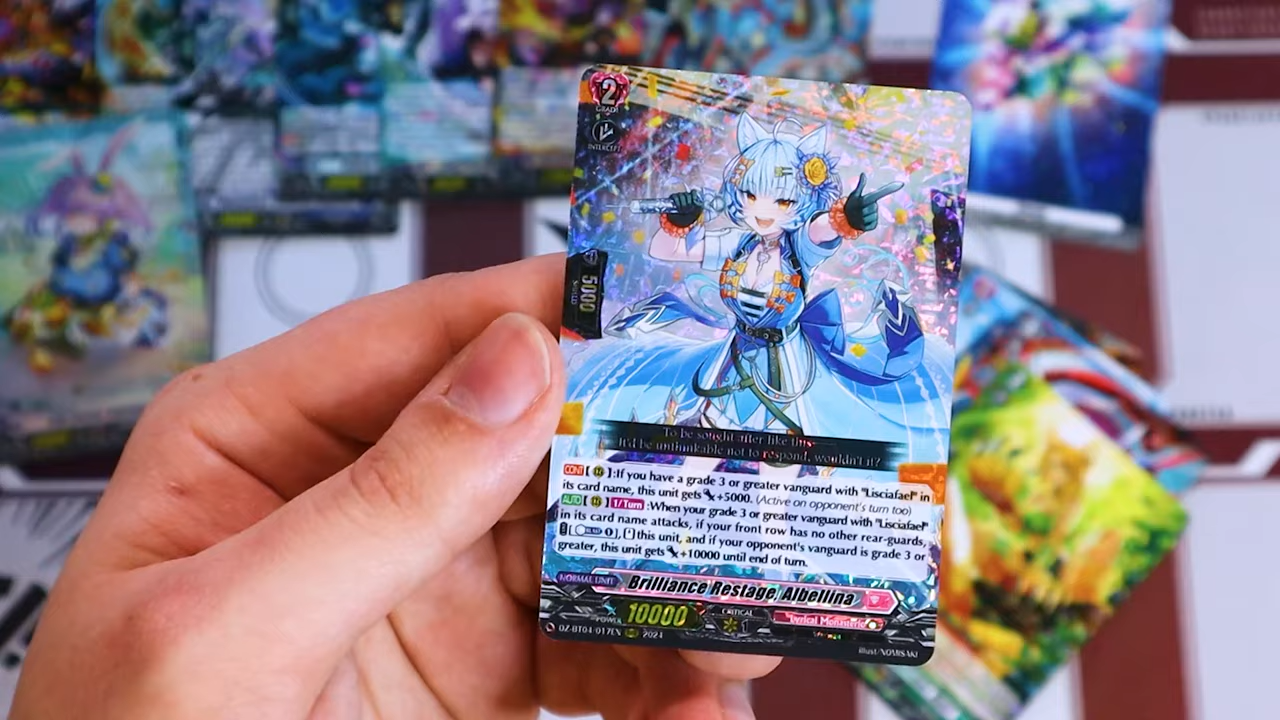 2
GRADE
INTERCEPT
5000
SHIELD
To be sought after like this-
It'd be unthinkable not to respond, wouldn't it?
CONT [ ]:If you have a grade 3 or greater vanguard with "Lisciafael" in
its card name, this unit gets +5000. (Active on opponent's turn too)
AUTO [ ] 1/Turn :When your grade 3 or greater vanguard with "Lisciafael"
in its card name attacks, if your front row has no other rear-guards,
this unit, and if your opponent's vanguard is grade 3 or
greater, this unit gets +10000 until end of turn.
NORMAL UNIT
Brilliance Restage, Albellina
POWER 10000
CRITICAL 1
Lyrical Monasterio
DZ-BT04-017EN
2024
illust/NOMISAKI